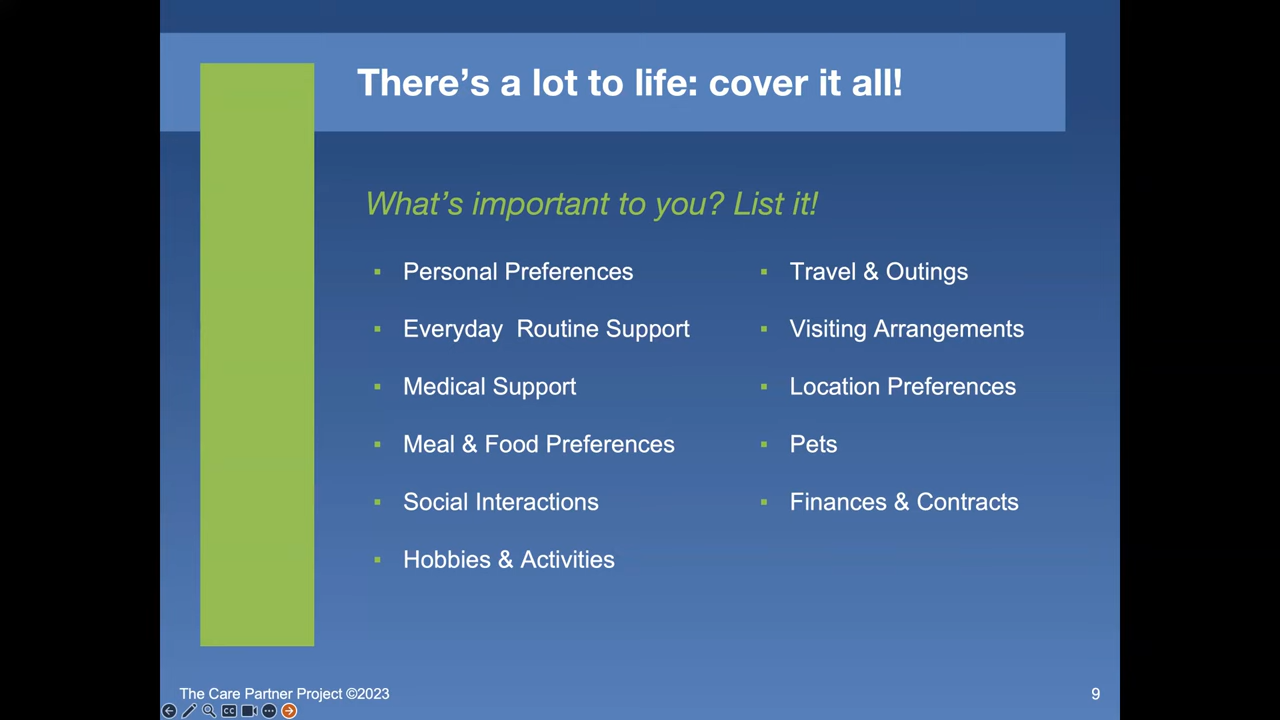 There's a lot to life: cover it all!
What's important to you? List it!
▪ Personal Preferences
▪ Everyday  Routine Support
▪ Medical Support
▪ Meal & Food Preferences
▪ Social Interactions
▪ Hobbies & Activities
▪ Travel & Outings
▪ Visiting Arrangements
▪ Location Preferences
▪ Pets
▪ Finances & Contracts
The Care Partner Project ©2023
9
CC